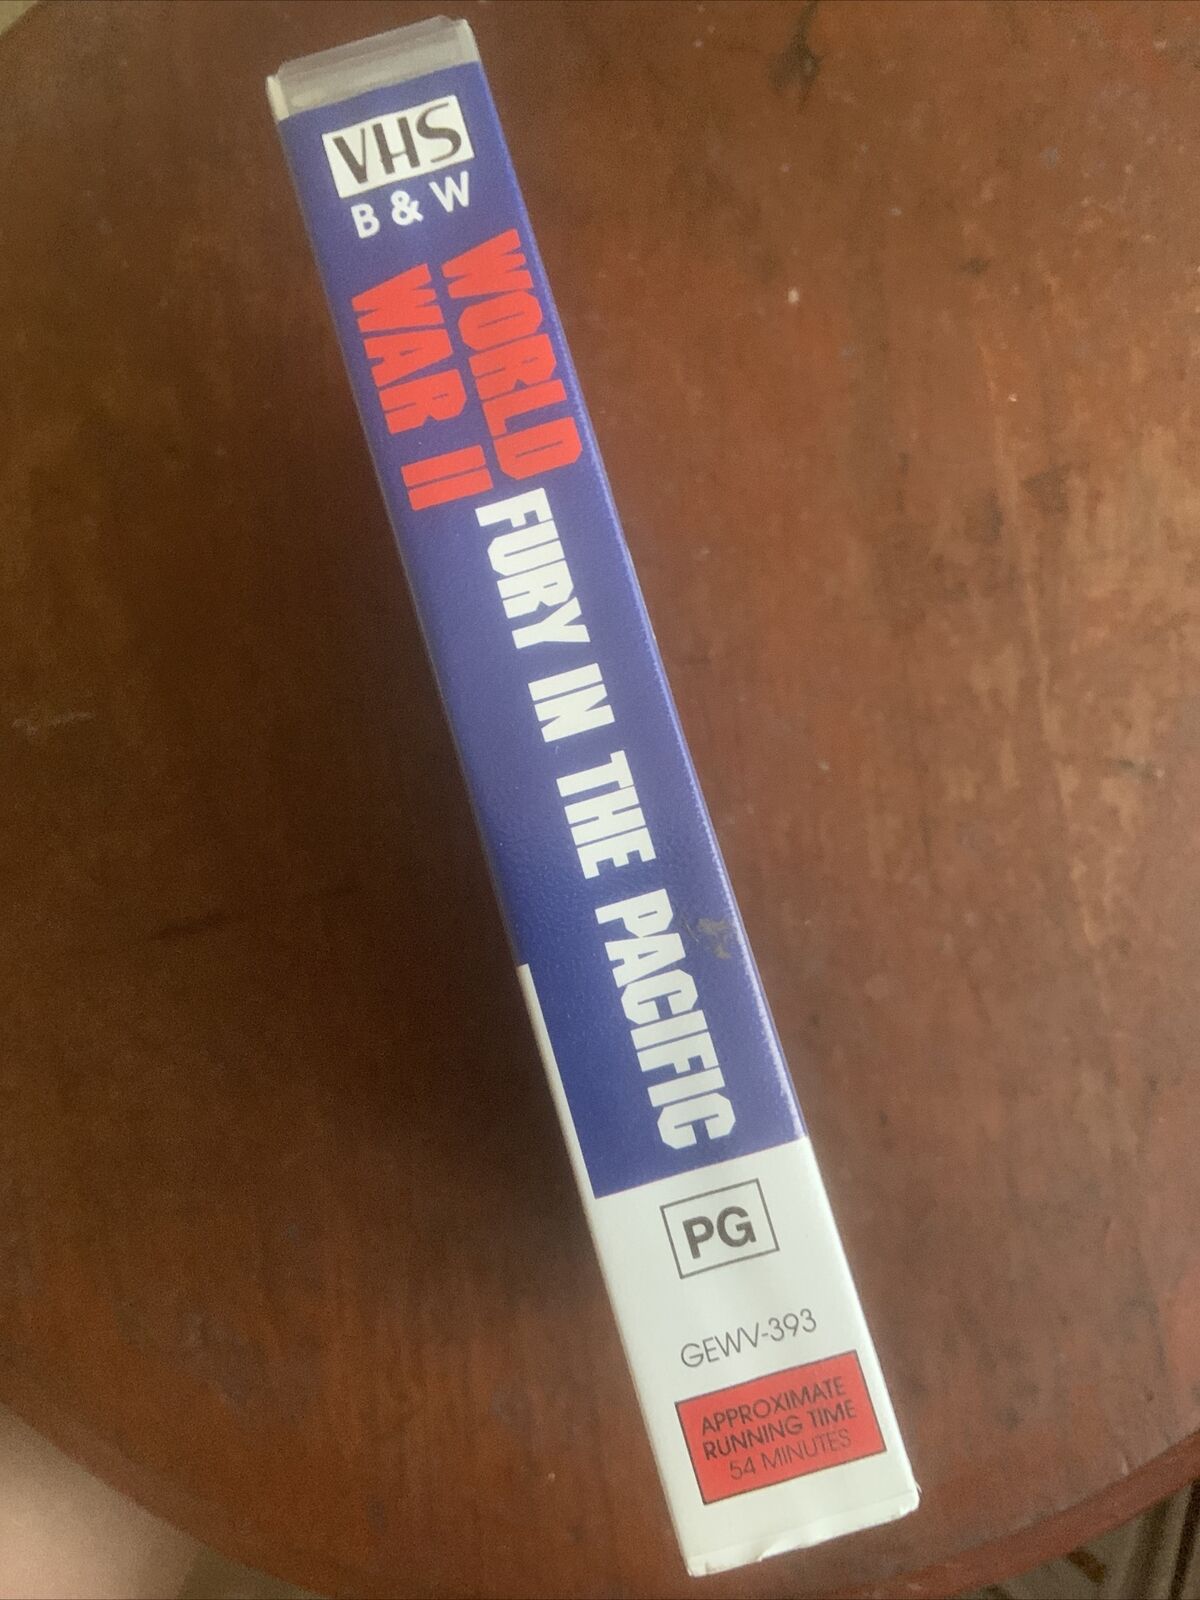 VHS
B & W
WORLD
WAR II
FURY IN THE PACIFIC
PG
GEWV-393
APPROXIMATE
RUNNING TIME
54 MINUTES